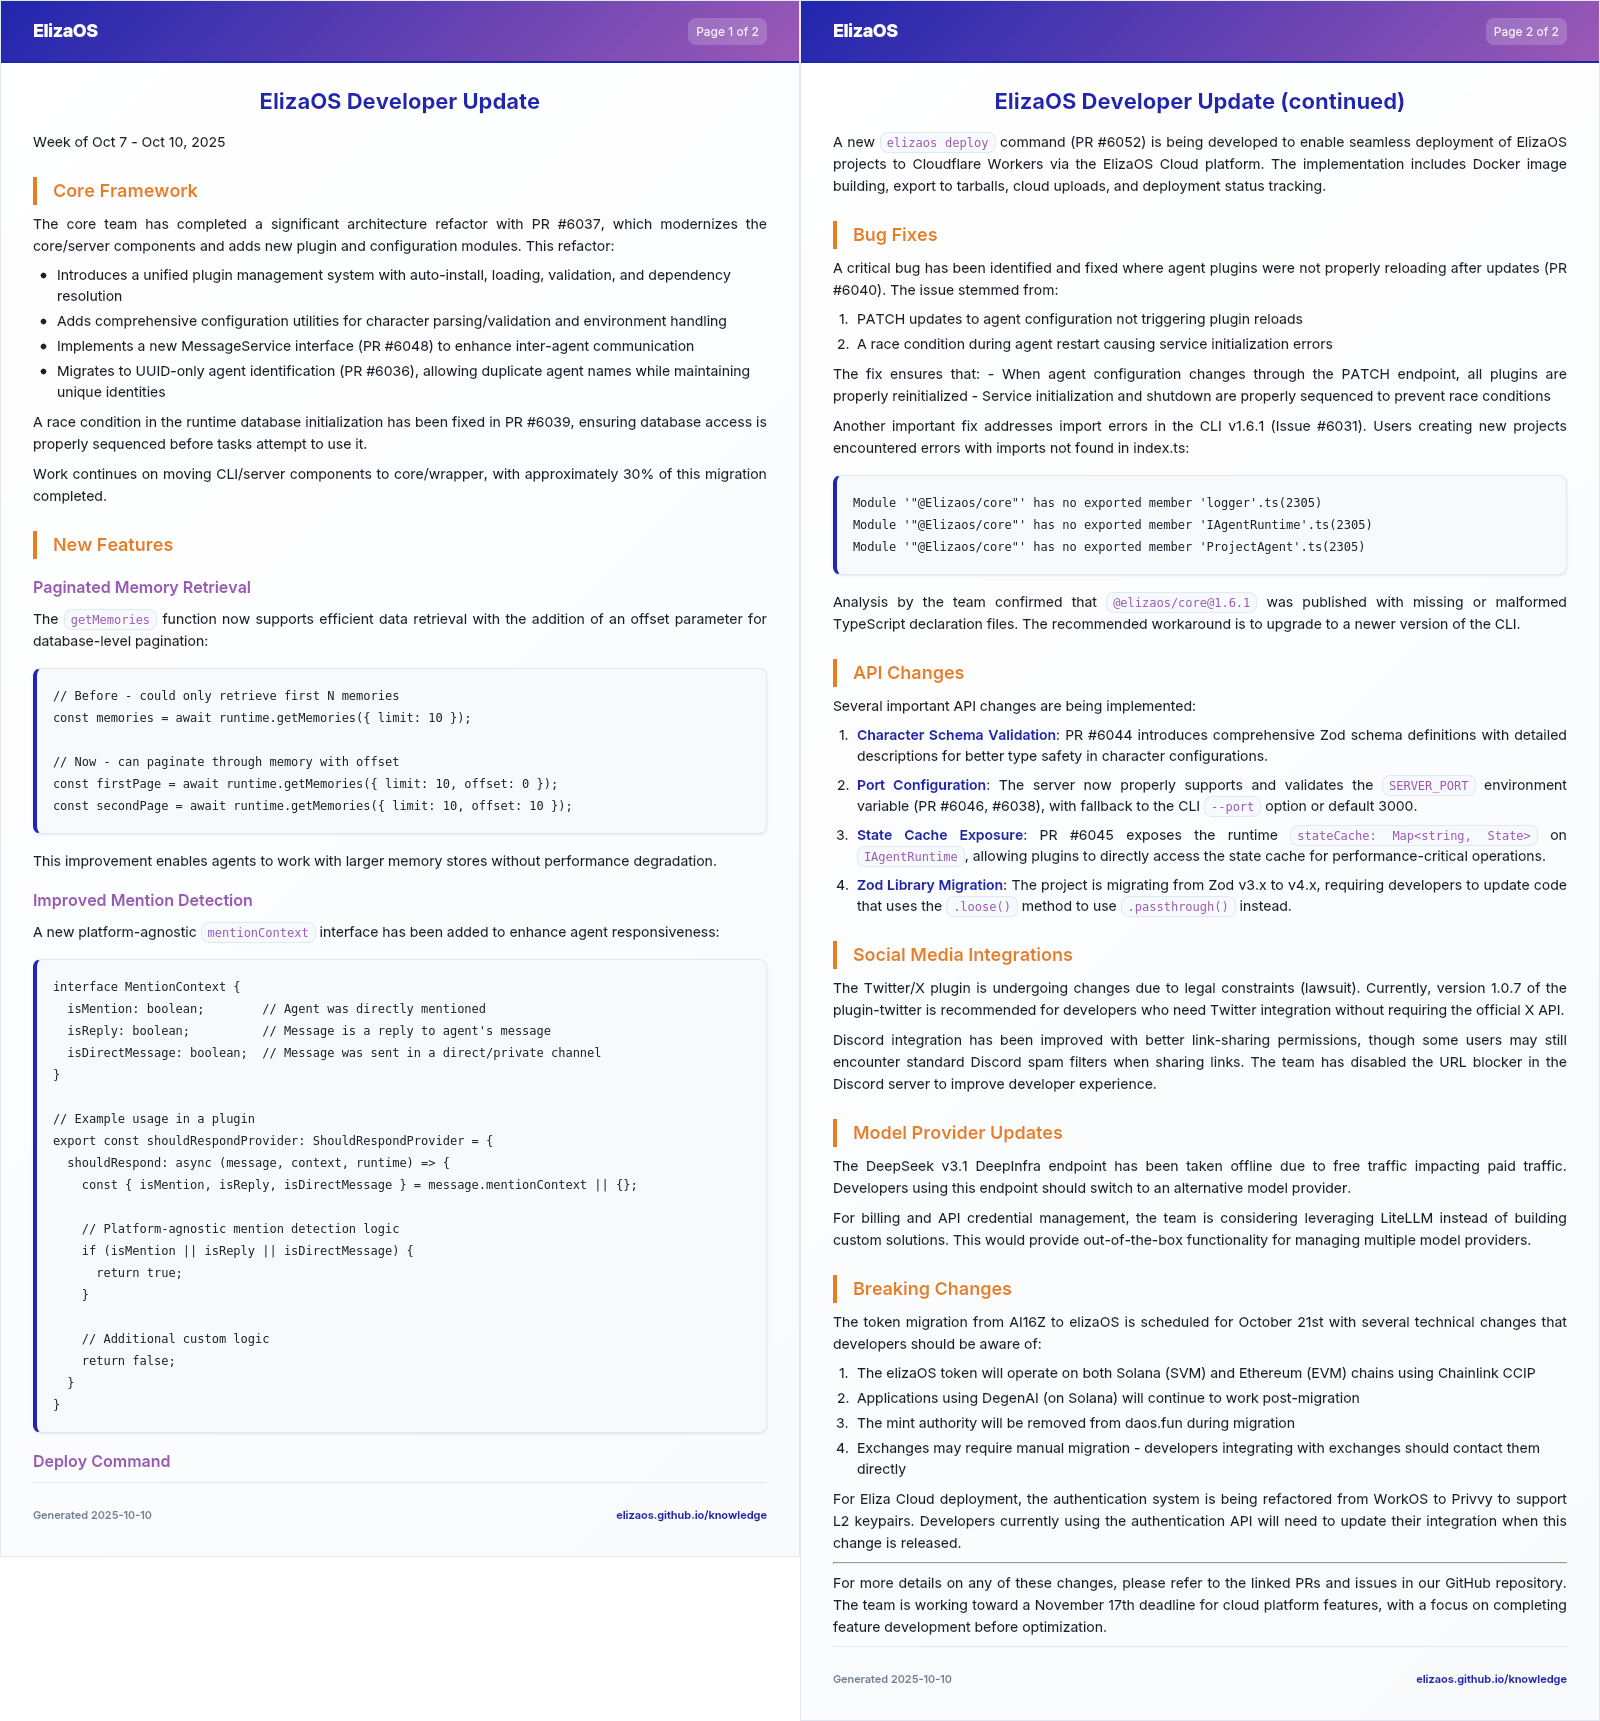 ElizaOS
Page 1 of 2
ElizaOS Developer Update
Week of Oct 7 - Oct 10, 2025
Core Framework
The core team has completed a significant architecture refactor with PR #6037, which modernizes the
core/server components and adds new plugin and configuration modules. This refactor:
• Introduces a unified plugin management system with auto-install, loading, validation, and dependency
resolution
• Adds comprehensive configuration utilities for character parsing/validation and environment handling
• Implements a new MessageService interface (PR #6048) to enhance inter-agent communication
• Migrates to UUID-only agent identification (PR #6036), allowing duplicate agent names while maintaining
unique identities
A race condition in the runtime database initialization has been fixed in PR #6039, ensuring database access is
properly sequenced before tasks attempt to use it.
Work continues on moving CLI/server components to core/wrapper, with approximately 30% of this migration
completed.
New Features
Paginated Memory Retrieval
The getMemories function now supports efficient data retrieval with the addition of an offset parameter for
database-level pagination:
// Before - could only retrieve first N memories
const memories = await runtime.getMemories({ limit: 10 });
// Now - can paginate through memory with offset
const firstPage = await runtime.getMemories({ limit: 10, offset: 0 });
const secondPage = await runtime.getMemories({ limit: 10, offset: 10 });
This improvement enables agents to work with larger memory stores without performance degradation.
Improved Mention Detection
A new platform-agnostic mentionContext interface has been added to enhance agent responsiveness:
interface MentionContext {
  isMention: boolean;        // Agent was directly mentioned
  isReply: boolean;          // Message is a reply to agent's message
  isDirectMessage: boolean;  // Message was sent in a direct/private channel
}
// Example usage in a plugin
export const shouldRespondProvider: ShouldRespondProvider = {
  shouldRespond: async (message, context, runtime) => {
    const { isMention, isReply, isDirectMessage } = message.mentionContext || {};
    // Platform-agnostic mention detection logic
    if (isMention || isReply || isDirectMessage) {
      return true;
    }
    // Additional custom logic
    return false;
  }
}
Deploy Command
Generated 2025-10-10
elizaos.github.io/knowledge
ElizaOS
Page 2 of 2
ElizaOS Developer Update (continued)
A new elizaos deploy command (PR #6052) is being developed to enable seamless deployment of ElizaOS
projects to Cloudflare Workers via the ElizaOS Cloud platform. The implementation includes Docker image
building, export to tarballs, cloud uploads, and deployment status tracking.
Bug Fixes
A critical bug has been identified and fixed where agent plugins were not properly reloading after updates (PR
#6040). The issue stemmed from:
1. PATCH updates to agent configuration not triggering plugin reloads
2. A race condition during agent restart causing service initialization errors
The fix ensures that: - When agent configuration changes through the PATCH endpoint, all plugins are
properly reinitialized - Service initialization and shutdown are properly sequenced to prevent race conditions
Another important fix addresses import errors in the CLI v1.6.1 (Issue #6031). Users creating new projects
encountered errors with imports not found in index.ts:
Module '"@Elizaos/core"' has no exported member 'logger'.ts(2305)
Module '"@Elizaos/core"' has no exported member 'IAgentRuntime'.ts(2305)
Module '"@Elizaos/core"' has no exported member 'ProjectAgent'.ts(2305)
Analysis by the team confirmed that @elizaos/core@1.6.1 was published with missing or malformed
TypeScript declaration files. The recommended workaround is to upgrade to a newer version of the CLI.
API Changes
Several important API changes are being implemented:
1. Character Schema Validation: PR #6044 introduces comprehensive Zod schema definitions with detailed
descriptions for better type safety in character configurations.
2. Port Configuration: The server now properly supports and validates the SERVER_PORT environment
variable (PR #6046, #6038), with fallback to the CLI --port option or default 3000.
3. State Cache Exposure: PR #6045 exposes the runtime stateCache: Map<string, State> on
IAgentRuntime, allowing plugins to directly access the state cache for performance-critical operations.
4. Zod Library Migration: The project is migrating from Zod v3.x to v4.x, requiring developers to update code
that uses the .loose() method to use .passthrough() instead.
Social Media Integrations
The Twitter/X plugin is undergoing changes due to legal constraints (lawsuit). Currently, version 1.0.7 of the
plugin-twitter is recommended for developers who need Twitter integration without requiring the official X API.
Discord integration has been improved with better link-sharing permissions, though some users may still
encounter standard Discord spam filters when sharing links. The team has disabled the URL blocker in the
Discord server to improve developer experience.
Model Provider Updates
The DeepSeek v3.1 DeepInfra endpoint has been taken offline due to free traffic impacting paid traffic.
Developers using this endpoint should switch to an alternative model provider.
For billing and API credential management, the team is considering leveraging LiteLLM instead of building
custom solutions. This would provide out-of-the-box functionality for managing multiple model providers.
Breaking Changes
The token migration from AI16Z to elizaOS is scheduled for October 21st with several technical changes that
developers should be aware of:
1. The elizaOS token will operate on both Solana (SVM) and Ethereum (EVM) chains using Chainlink CCIP
2. Applications using DegenAI (on Solana) will continue to work post-migration
3. The mint authority will be removed from daos.fun during migration
4. Exchanges may require manual migration - developers integrating with exchanges should contact them
directly
For Eliza Cloud deployment, the authentication system is being refactored from WorkOS to Privvy to support
L2 keypairs. Developers currently using the authentication API will need to update their integration when this
change is released.
For more details on any of these changes, please refer to the linked PRs and issues in our GitHub repository.
The team is working toward a November 17th deadline for cloud platform features, with a focus on completing
feature development before optimization.
Generated 2025-10-10
elizaos.github.io/knowledge